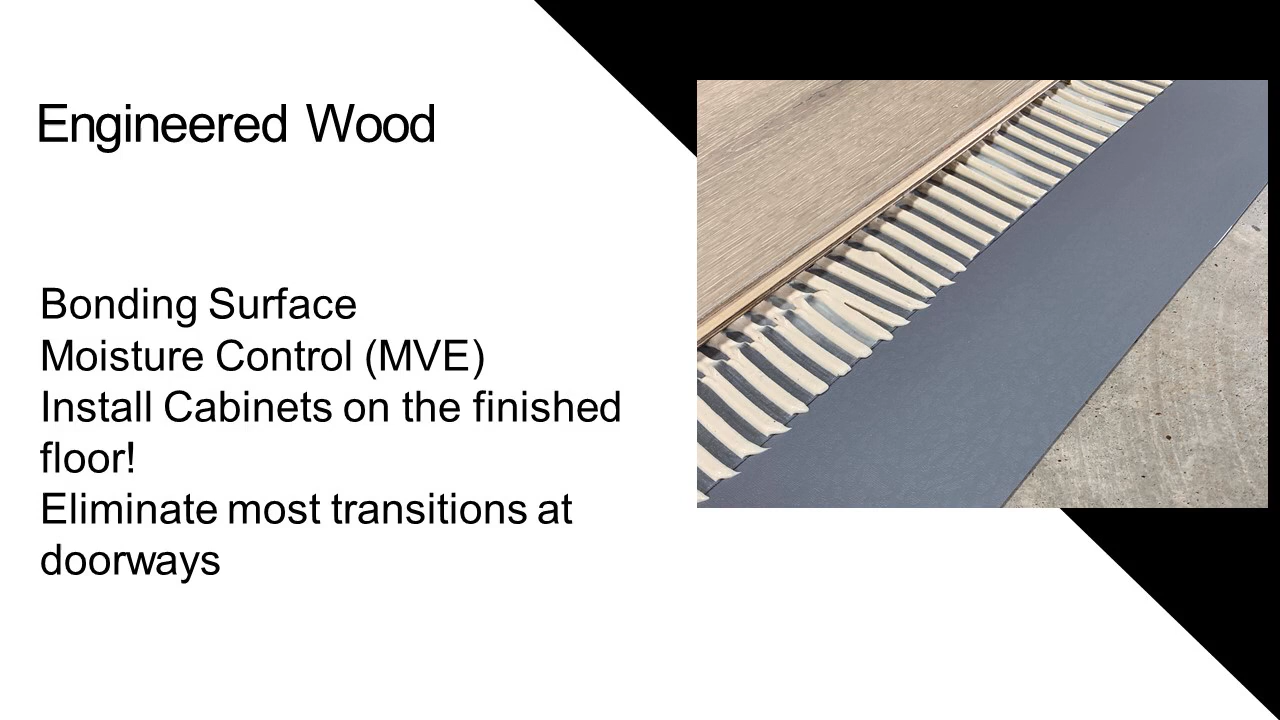 Engineered Wood
Bonding Surface
Moisture Control (MVE)
Install Cabinets on the finished
floor!
Eliminate most transitions at
doorways